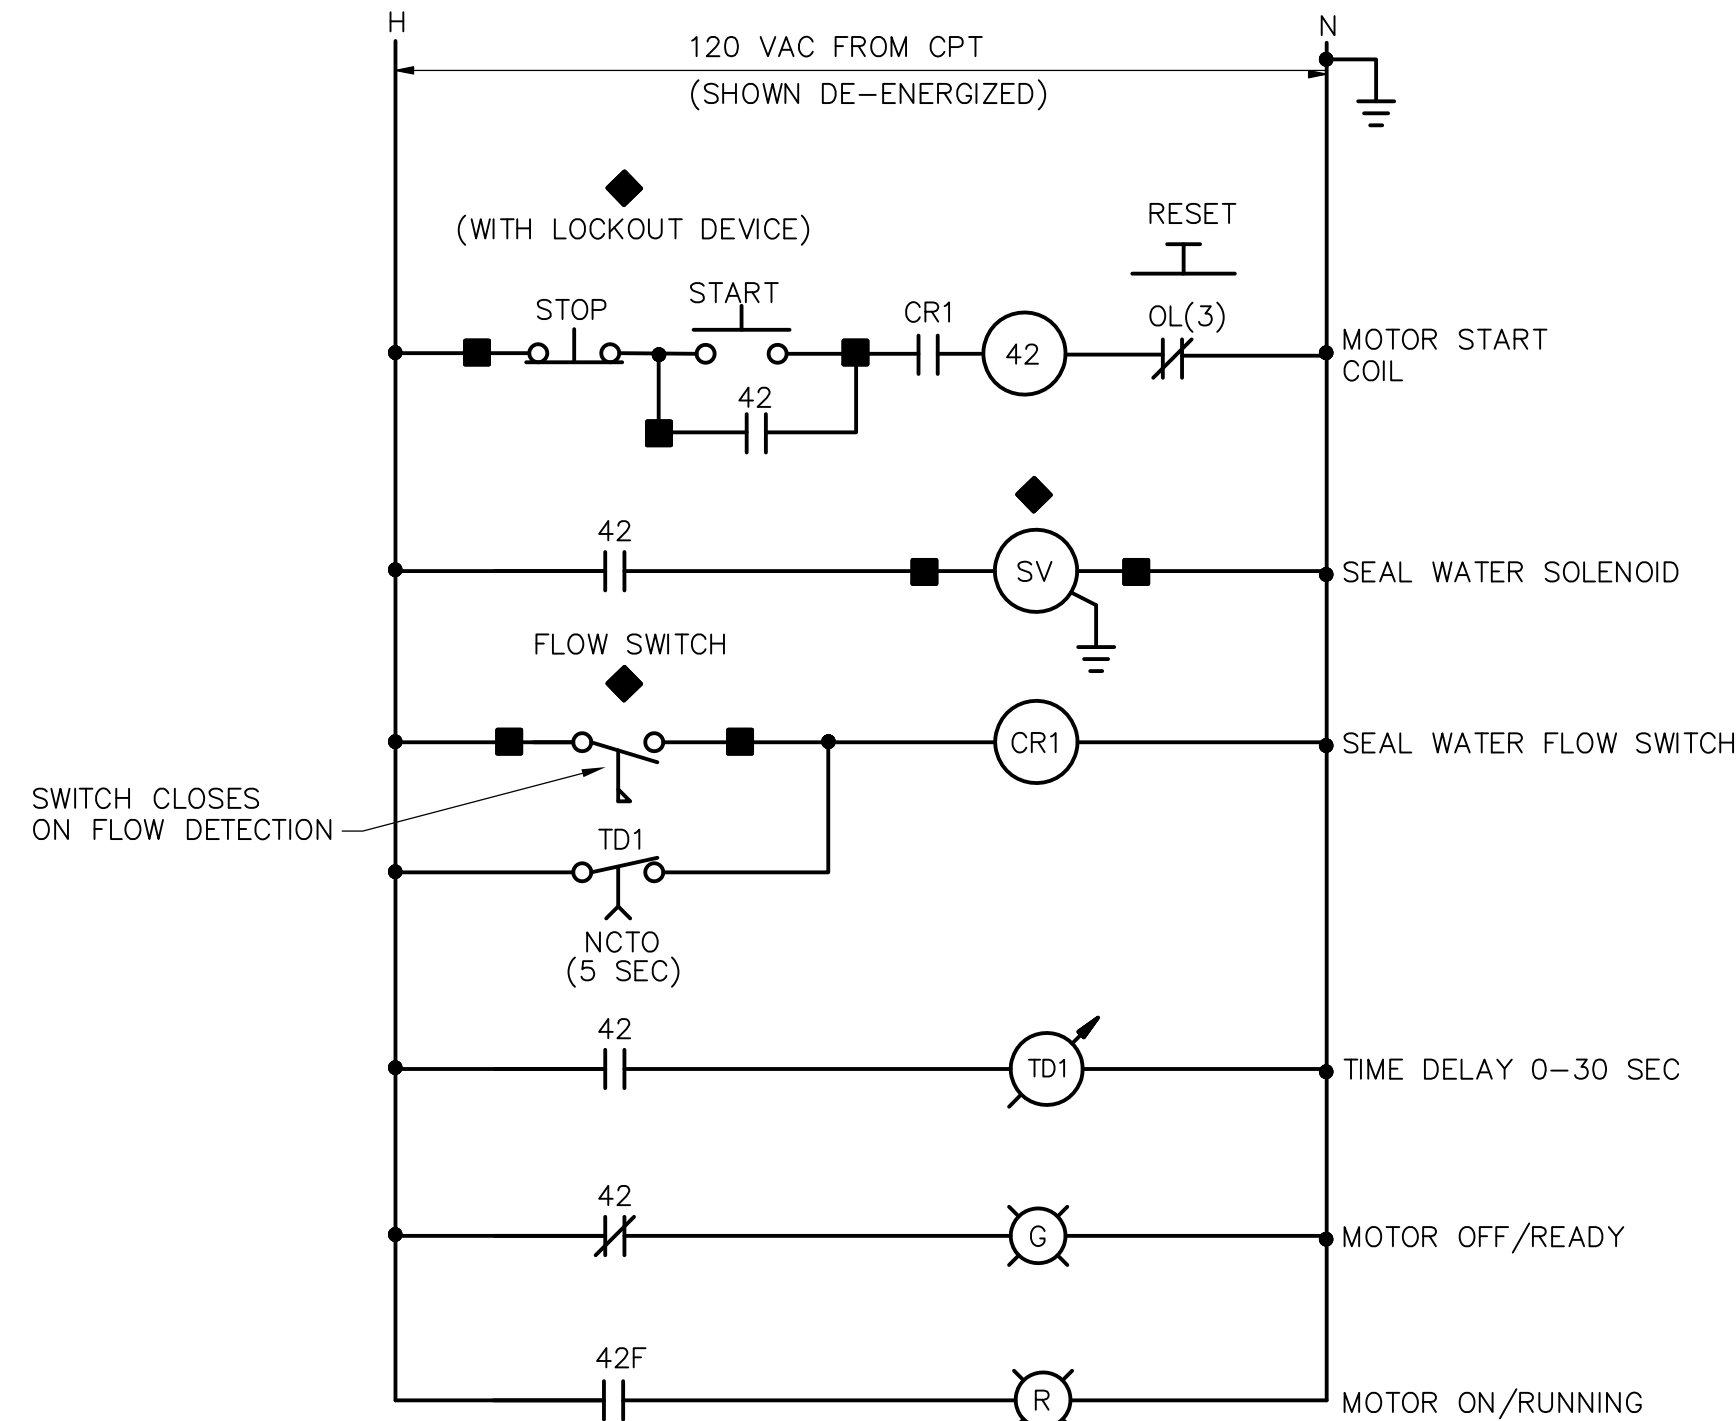 H
N
120 VAC FROM CPT
(SHOWN DE-ENERGIZED)
(WITH LOCKOUT DEVICE)
RESET
STOP
START
CR1
OL(3)
42
MOTOR START
COIL
42
42
SV
SEAL WATER SOLENOID
FLOW SWITCH
CR1
SEAL WATER FLOW SWITCH
SWITCH CLOSES
ON FLOW DETECTION
TD1
NCTO
(5 SEC)
42
TD1
TIME DELAY 0-30 SEC
42
G
MOTOR OFF/READY
42F
R
MOTOR ON/RUNNING